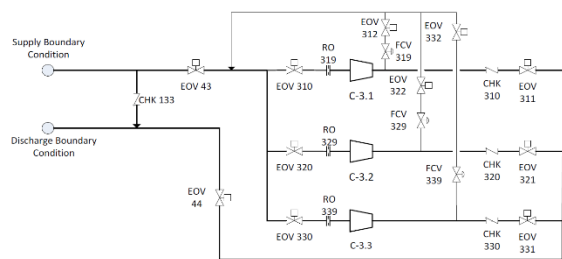 Supply Boundary
Condition
EOV 43
CHK 133
Discharge Boundary
Condition
EOV
44
EOV 310
RO
319
C-3.1
EOV
312
FCV
319
EOV
322
FCV
329
EOV
332
CHK
310
EOV
311
EOV 320
RO
329
C-3.2
FCV
339
CHK
320
EOV
321
EOV 330
RO
339
C-3.3
CHK
330
EOV
331